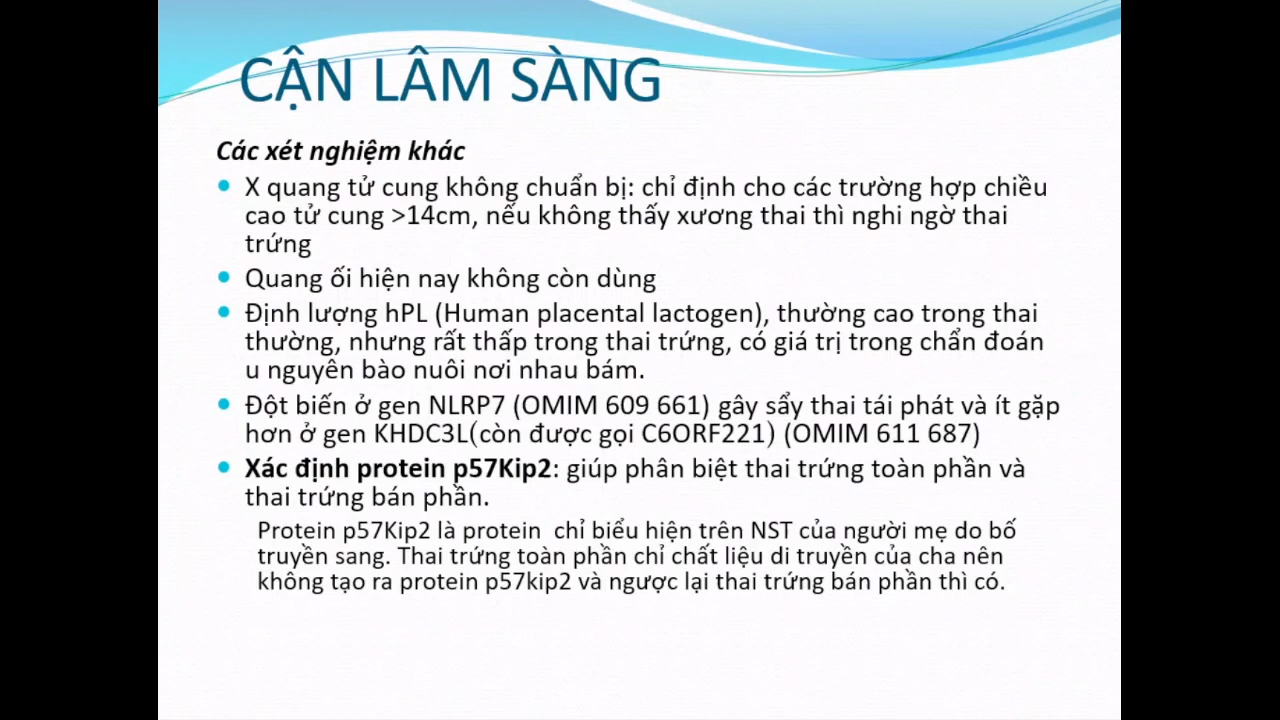 CẬN LÂM SÀNG
Các xét nghiệm khác
X quang tử cung không chuẩn bị: chỉ định cho các trường hợp chiều
cao tử cung >14cm, nếu không thấy xương thai thì nghi ngờ thai
trứng
Quang ối hiện nay không còn dùng
Định lượng hPL (Human placental lactogen), thường cao trong thai
thường, nhưng rất thấp trong thai trứng, có giá trị trong chẩn đoán
u nguyên bào nuôi nơi nhau bám.
Đột biến ở gen NLRP7 (OMIM 609 661) gây sẩy thai tái phát và ít gặp
hơn ở gen KHDC3L(còn được gọi C6ORF221) (OMIM 611 687)
Xác định protein p57Kip2: giúp phân biệt thai trứng toàn phần và
thai trứng bán phần.
Protein p57Kip2 là protein  chỉ biểu hiện trên NST của người mẹ do bố
truyền sang. Thai trứng toàn phần chỉ chất liệu di truyền của cha nên
không tạo ra protein p57kip2 và ngược lại thai trứng bán phần thì có.